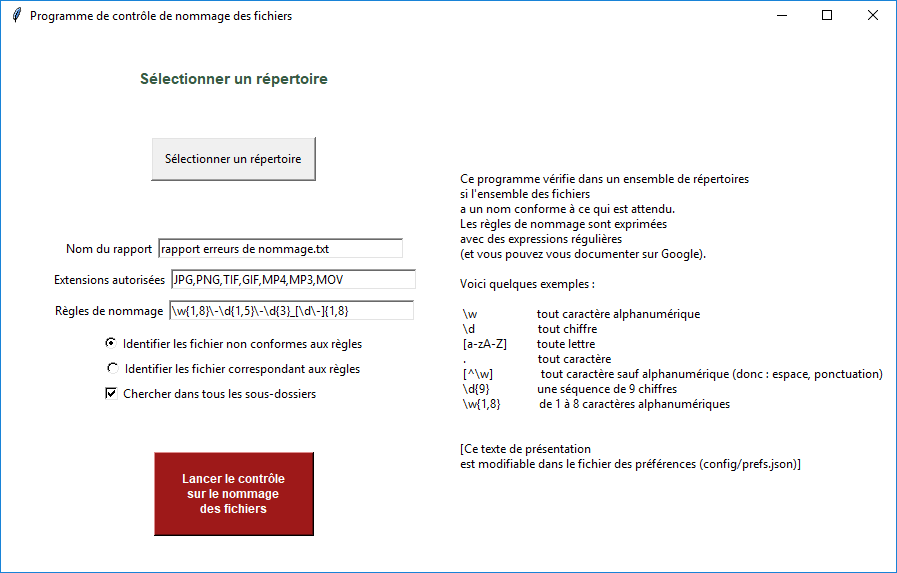 Programme de contrôle de nommage des fichiers
Sélectionner un répertoire
Sélectionner un répertoire
Nom du rapport rapport erreurs de nommage.txt
Extensions autorisées JPG,PNG,TIF,GIF,MP4,MP3,MOV
Règles de nommage \w{1,8}\-\d{1,5}\-\d{3}_[\d\-]{1,8}
Identifier les fichier non conformes aux règles
Identifier les fichier correspondant aux règles
Chercher dans tous les sous-dossiers
Lancer le contrôle
sur le nommage
des fichiers
Ce programme vérifie dans un ensemble de répertoires
si l'ensemble des fichiers
a un nom conforme à ce qui est attendu.
Les règles de nommage sont exprimées
avec des expressions régulières
(et vous pouvez vous documenter sur Google).
Voici quelques exemples :
\w tout caractère alphanumérique
\d tout chiffre
[a-zA-Z] toute lettre
. tout caractère
[^\w] tout caractère sauf alphanumérique (donc : espace, ponctuation)
\d{9} une séquence de 9 chiffres
\w{1,8} de 1 à 8 caractères alphanumériques
[Ce texte de présentation
est modifiable dans le fichier des préférences (config/prefs.json)]